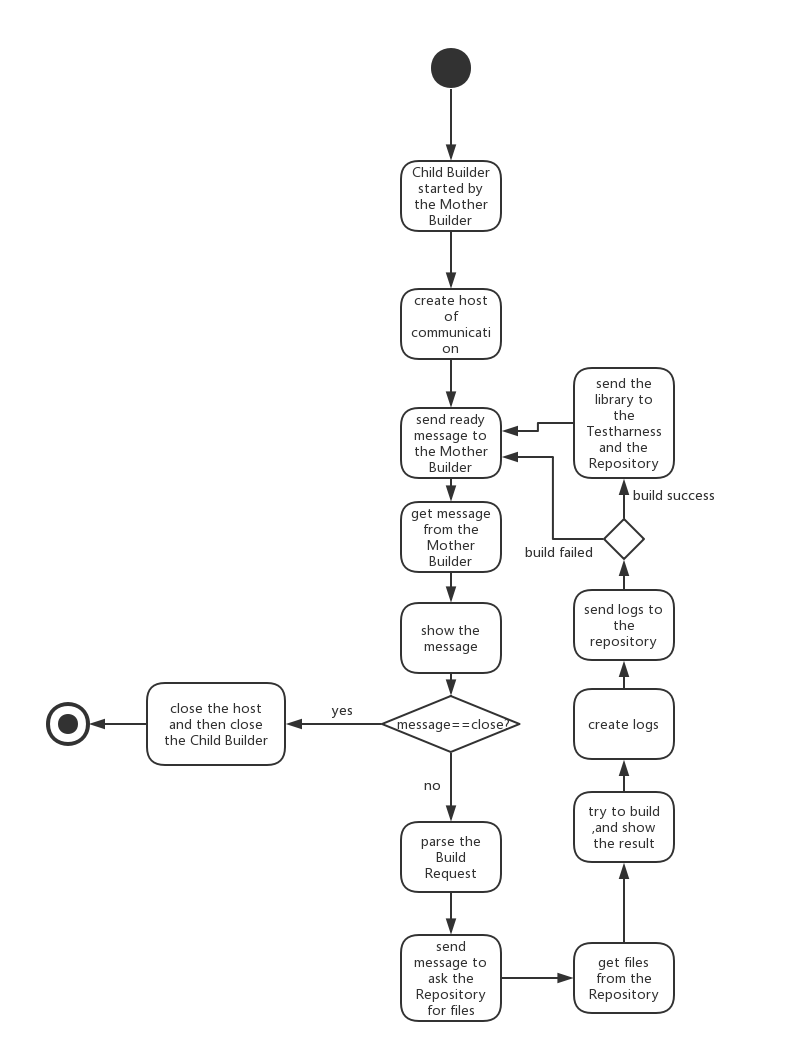 Child Builder
started by
the Mother
Builder
create host
of
communicati
on
send ready
message to
the Mother
Builder
get message
from the
Mother
Builder
show the
message
message==close?
yes
close the host
and then close
the Child Builder
no
parse the
Build
Request
send
message to
ask the
Repository
for files
get files
from the
Repository
try to build
,and show
the result
create logs
send logs to
the
repository
build failed
build success
send the
library to
the
Testharness
and the
Repository